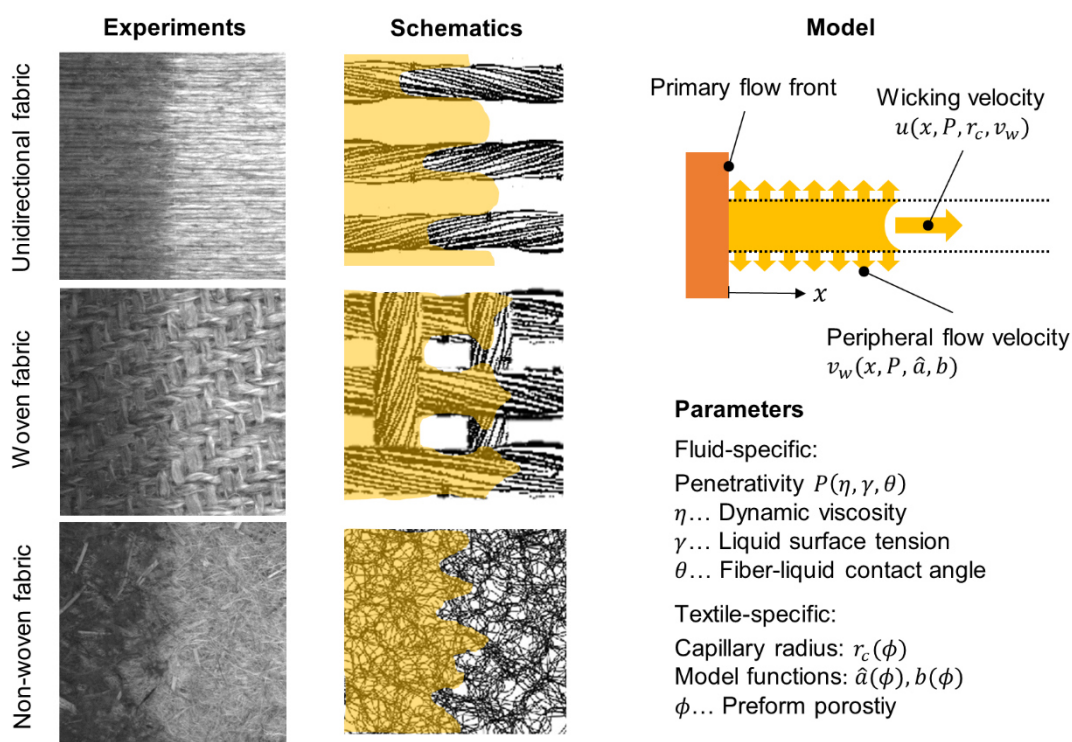 Experiments
Schematics
Model
Unidirectional fabric
Woven fabric
Non-woven fabric
Primary flow front
Wicking velocity
u(x, P, r_c, v_w)
x
Peripheral flow velocity
v_w(x, P, â, b)
Parameters
Fluid-specific:
Penetrativity P(η, γ, θ)
η… Dynamic viscosity
γ… Liquid surface tension
θ… Fiber-liquid contact angle
Textile-specific:
Capillary radius: r_c(ϕ)
Model functions: â(ϕ), b(ϕ)
ϕ… Preform porostiy